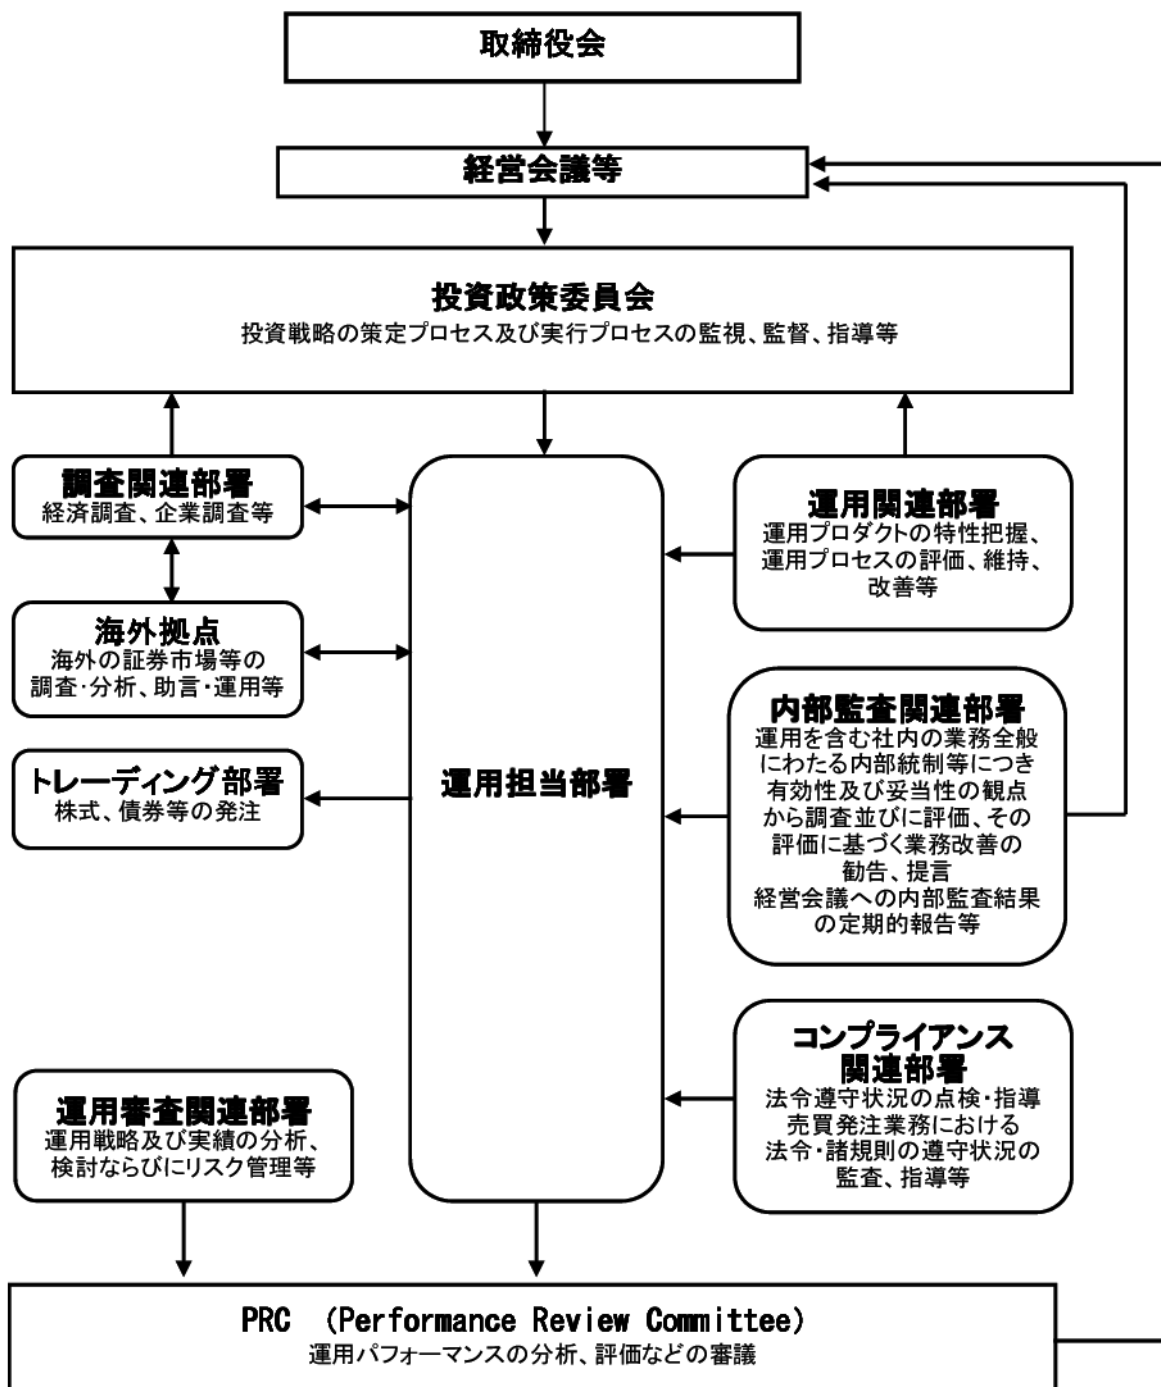 取締役会
経営会議等
投資政策委員会
投資戦略の策定プロセス及び実行プロセスの監視、監督、指導等
調査関連部署
経済調査、企業調査等
海外拠点
海外の証券市場等の
調査・分析、助言・運用等
トレーディング部署
株式、債券等の発注
運用担当部署
運用関連部署
運用プロダクトの特性把握、
運用プロセスの評価、維持、
改善等
内部監査関連部署
運用を含む社内の業務全般
にわたる内部統制等につき
有効性及び妥当性の観点
から調査並びに評価、その
評価に基づく業務改善の
勧告、提言
経営会議への内部監査結果
の定期的報告等
コンプライアンス
関連部署
法令遵守状況の点検・指導
売買発注業務における
法令・諸規則の遵守状況の
監査、指導等
運用審査関連部署
運用戦略及び実績の分析、
検討ならびにリスク管理等
PRC (Performance Review Committee)
運用パフォーマンスの分析、評価などの審議